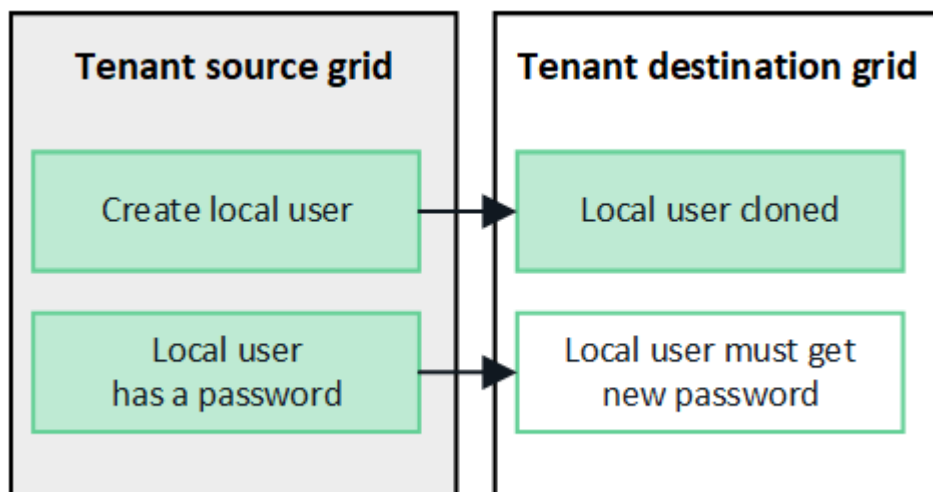 Tenant source grid
Tenant destination grid
Create local user
Local user cloned
Local user
has a password
Local user must get
new password